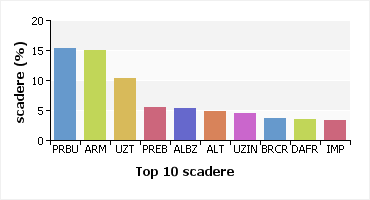 scadere (%)
20
15
10
5
0
PRBU ARM UZT PREB ALBZ ALT UZIN BRCR DAFR IMP
Top 10 scadere